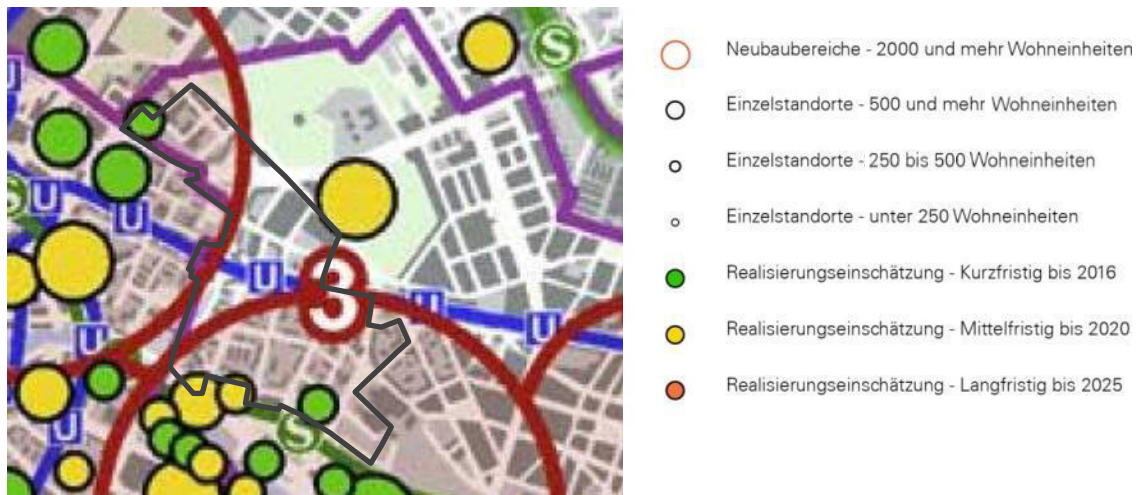 S
U
U
S
U
U
3
U
U
U
U
S
Neubaubereiche - 2000 und mehr Wohneinheiten
Einzelstandorte - 500 und mehr Wohneinheiten
Einzelstandorte - 250 bis 500 Wohneinheiten
Einzelstandorte - unter 250 Wohneinheiten
Realisierungseinschätzung - Kurzfristig bis 2016
Realisierungseinschätzung - Mittelfristig bis 2020
Realisierungseinschätzung - Langfristig bis 2025